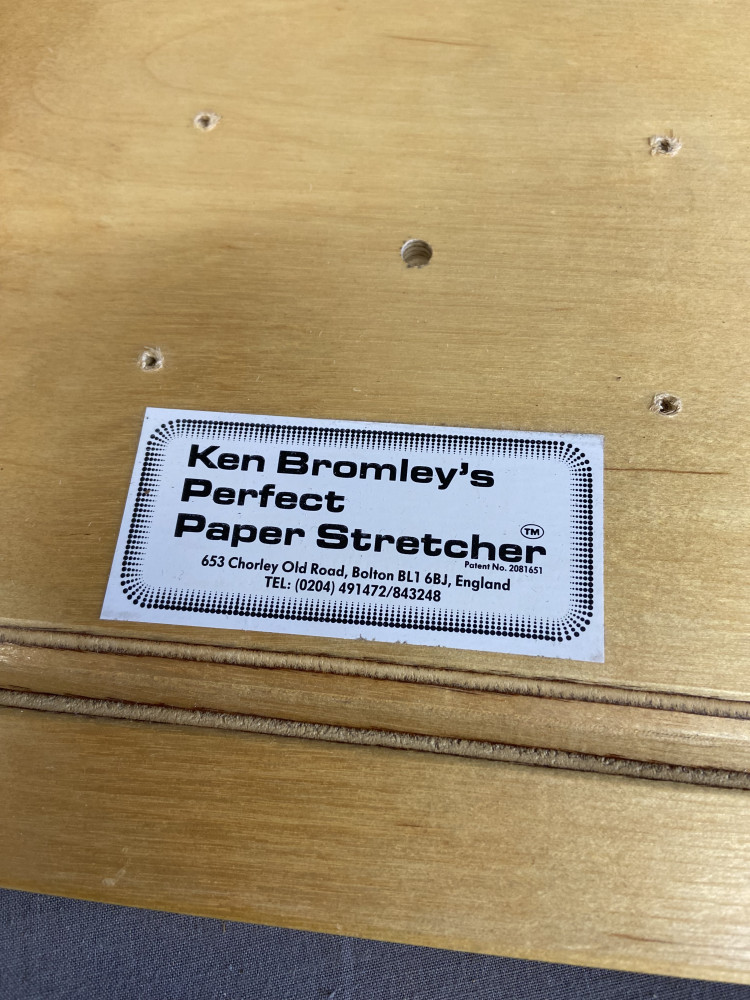 Ken Bromley's
Perfect
Paper Stretcher TM
Patent No. 2081651
653 Chorley Old Road, Bolton BL1 6BJ, England
TEL: (0204) 491472/843248